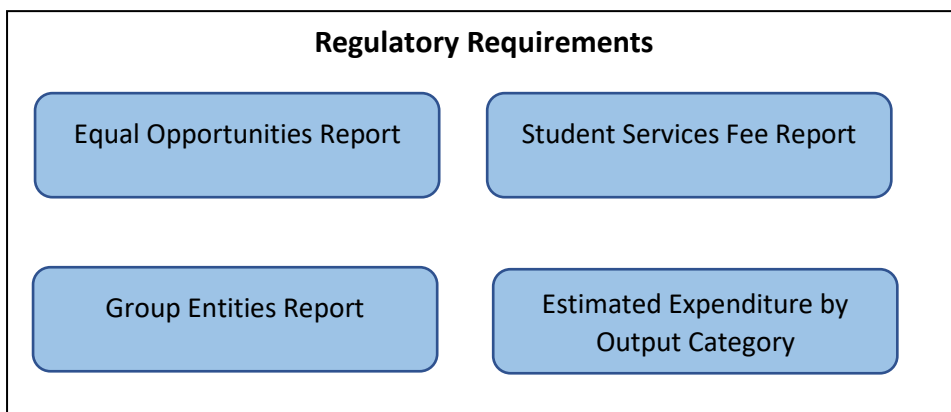 Regulatory Requirements
Equal Opportunities Report
Student Services Fee Report
Group Entities Report
Estimated Expenditure by
Output Category